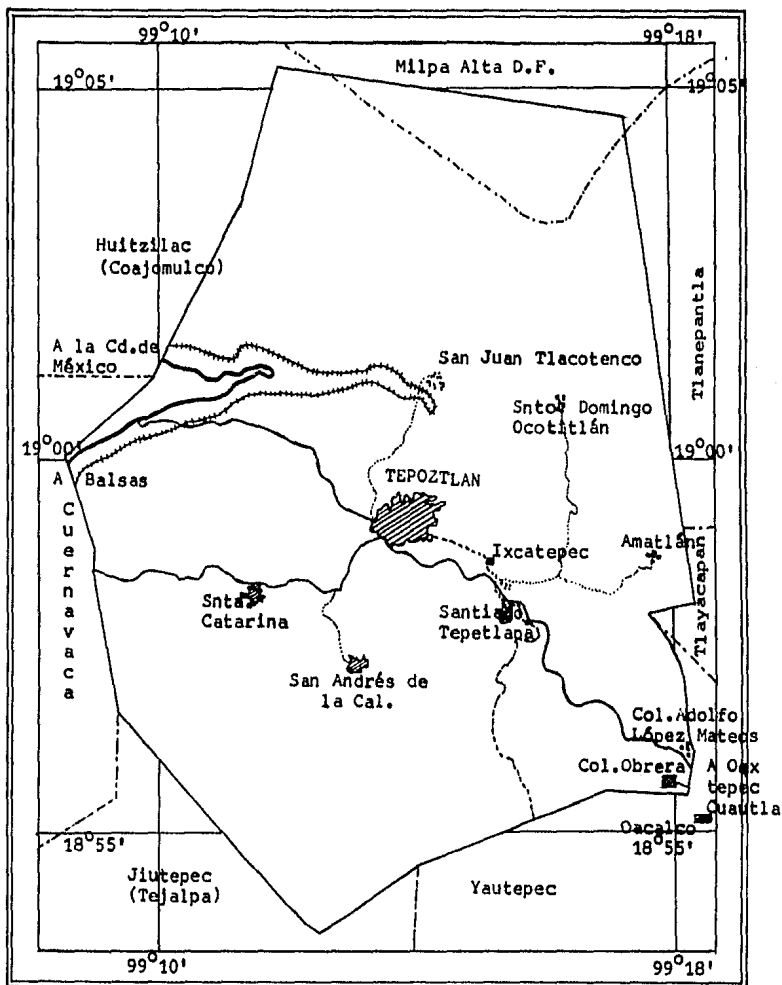 99°10'
99°18'
Milpa Alta D.F.
19°05'
19°05'
Huitzilac
(Coajomulco)
Tlanepantla
A la Cd.de
México
San Juan Tlacotenco
Snto. Domingo
Ocotitlán
19°00'
19°00'
A Balsas
TEPOZTLAN
A Cuernavaca
Ixcatepec
Amatlán
Tlayacapan
Snta.
Catarina
Santiago
Tepetlapa
San Andrés de
la Cal.
Col.Adolfo
López Mateos
Col.Obrera
A Oax
tepec
Cuautla
Oacalco
18°55'
18°55'
Jiutepec
(Tejalpa)
Yautepec
99°10'
99°18'